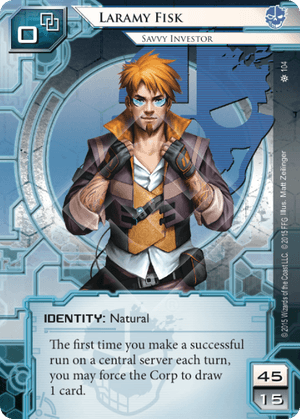 0
Laramy Fisk
Savvy Investor
104
© 2015 Wizards of the Coast LLC. © 2015 FFG Illus. Matt Zeilinger
IDENTITY: Natural
The first time you make a successful
run on a central server each turn,
you may force the Corp to draw
1 card.
45
15